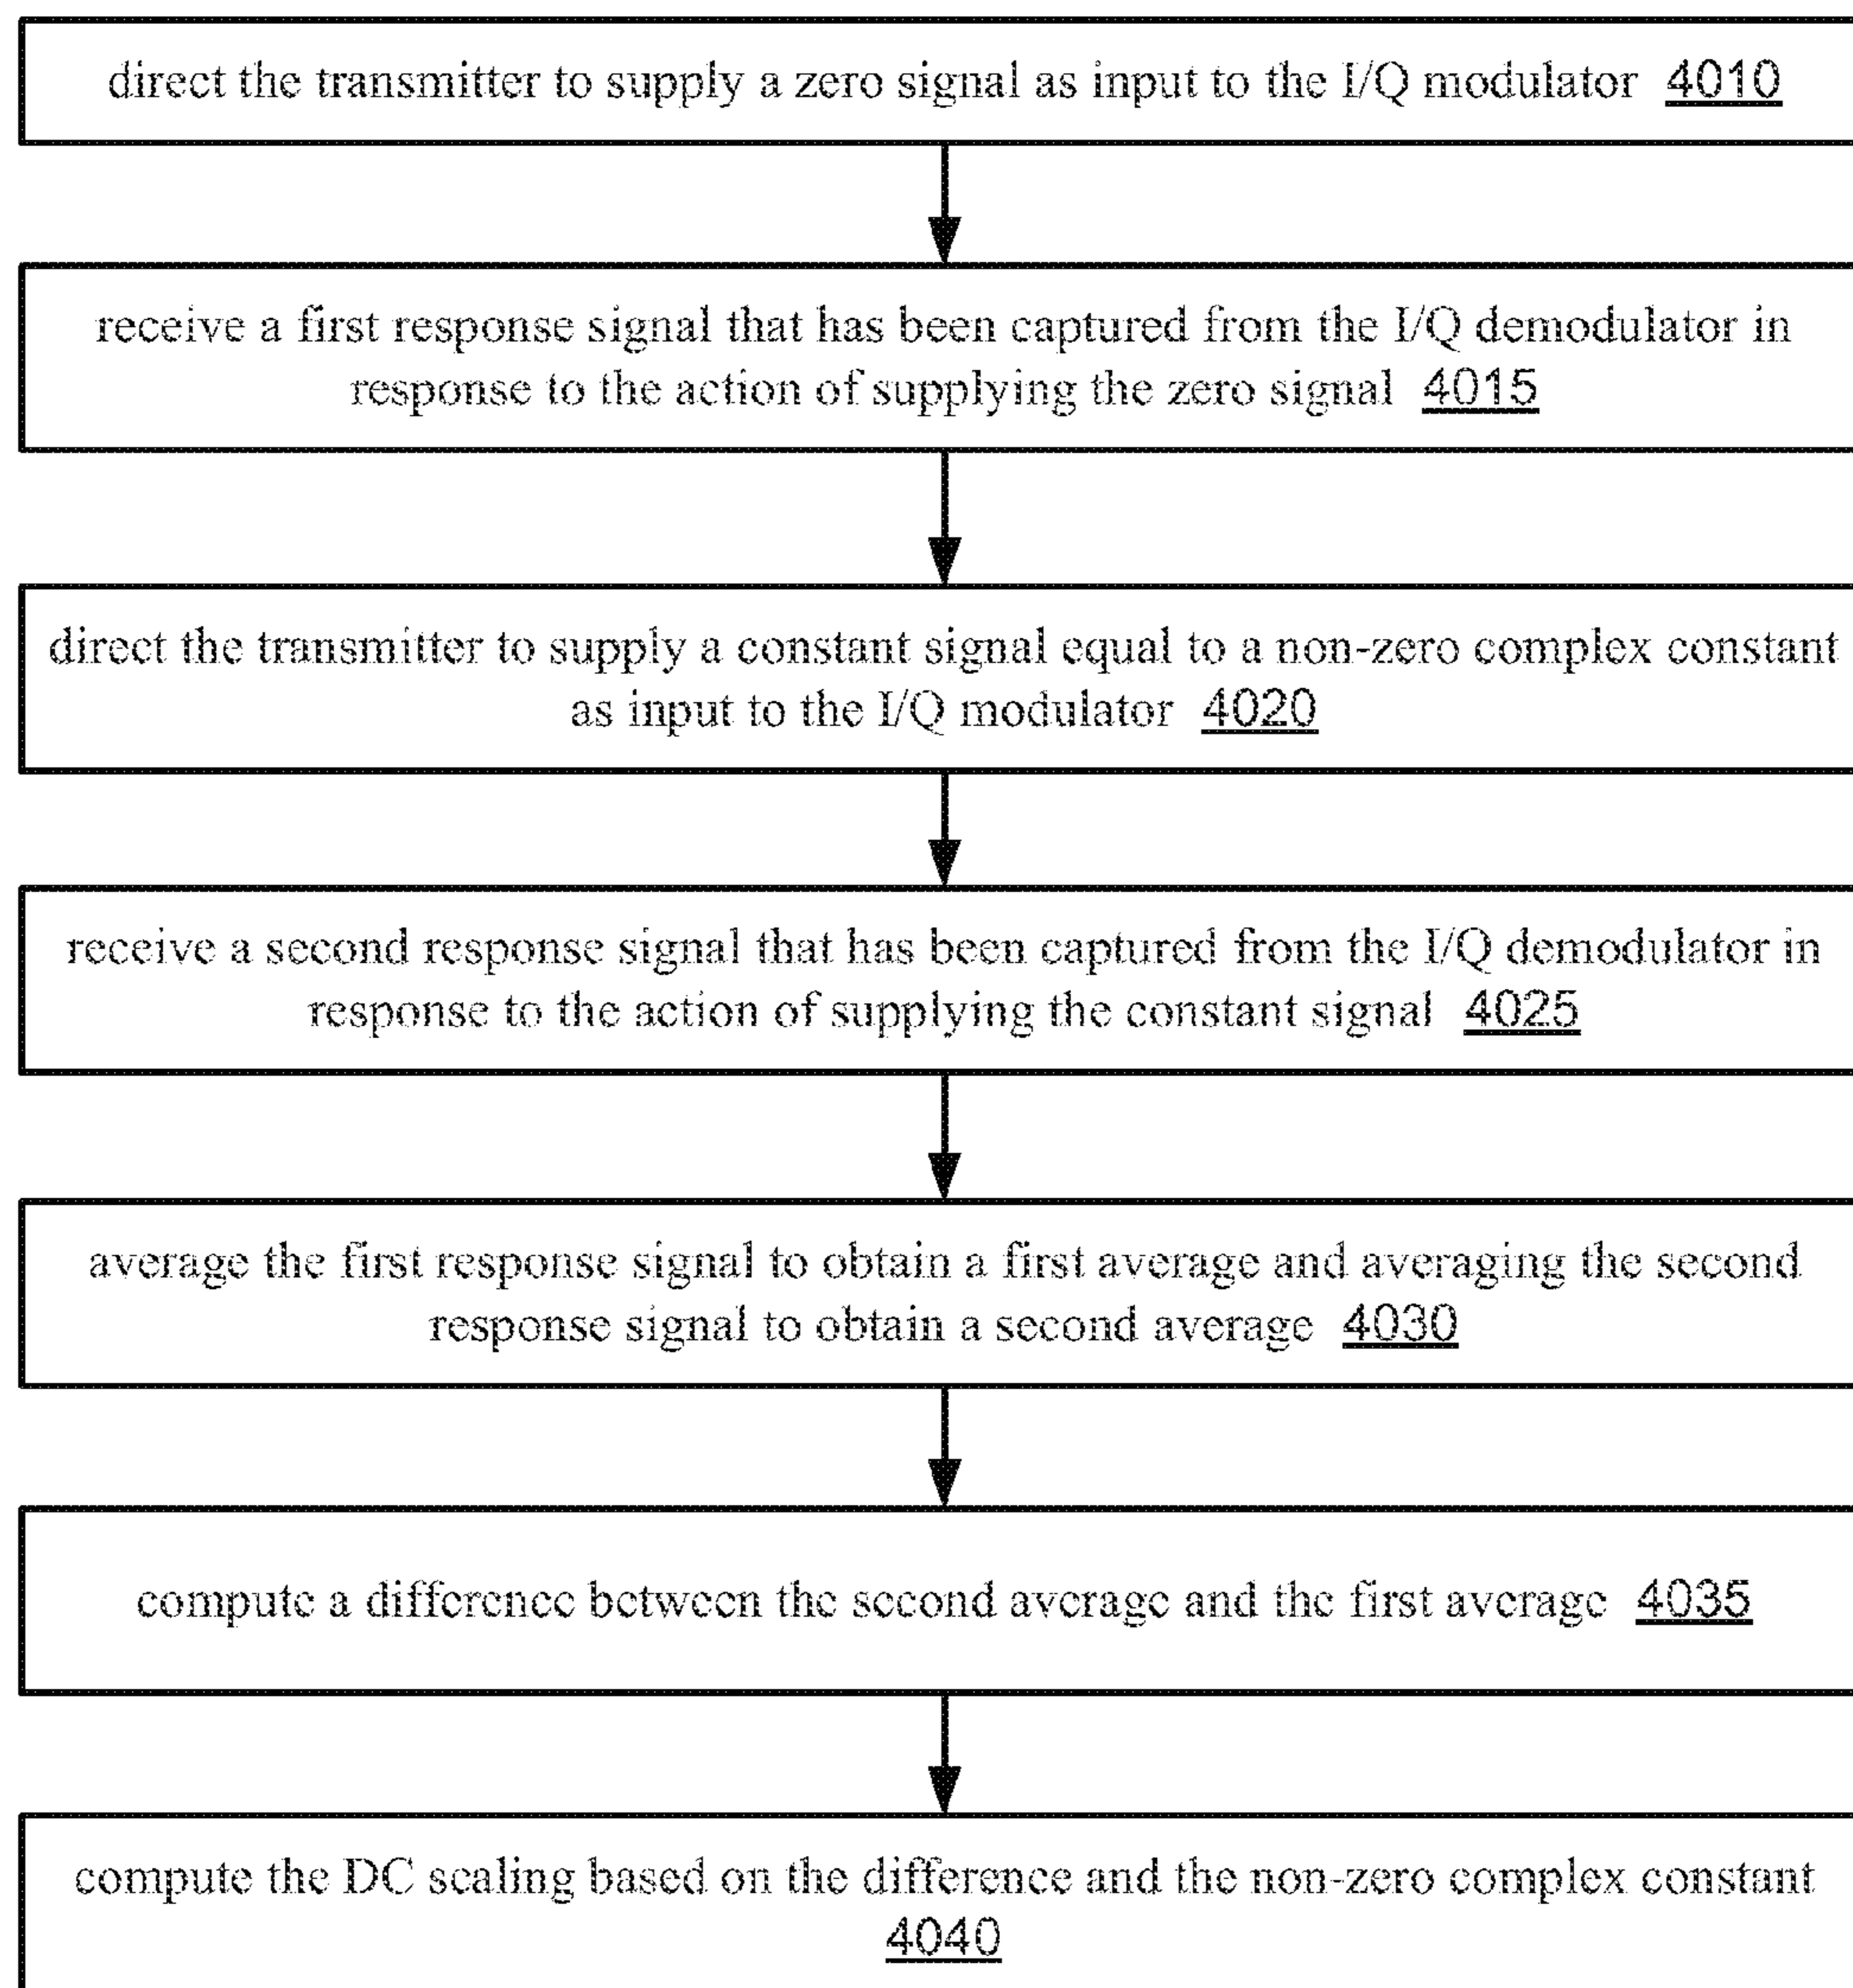 direct the transmitter to supply a zero signal as input to the I/Q modulator 4010
receive a first response signal that has been captured from the I/Q demodulator in
response to the action of supplying the zero signal 4015
direct the transmitter to supply a constant signal equal to a non-zero complex constant
as input to the I/Q modulator 4020
receive a second response signal that has been captured from the I/Q demodulator in
response to the action of supplying the constant signal 4025
average the first response signal to obtain a first average and averaging the second
response signal to obtain a second average 4030
compute a difference between the second average and the first average 4035
compute the DC scaling based on the difference and the non-zero complex constant
4040